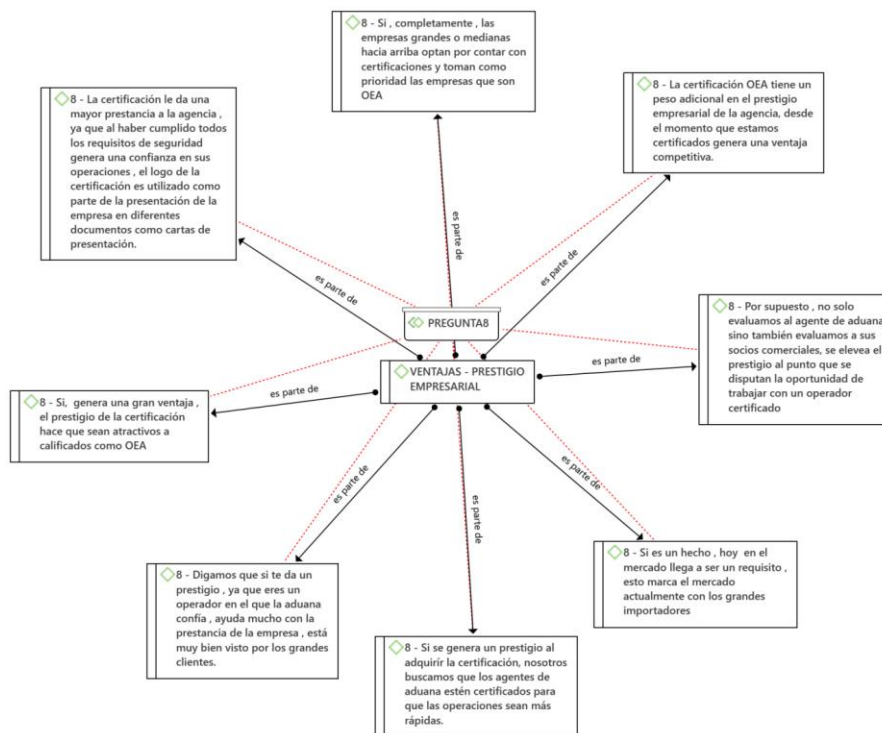 8 - Si , completamente , las
empresas grandes o medianas
hacia arriba optan por contar con
certificaciones y toman como
prioridad las empresas que son
OEA
8 - La certificación le da una
mayor prestancia a la agencia ,
ya que al haber cumplido todos
los requisitos de seguridad
genera una confianza en sus
operaciones , el logo de la
certificación es utilizado como
parte de la presentación de la
empresa en diferentes
documentos como cartas de
presentación.
8 - La certificación OEA tiene un
peso adicional en el prestigio
empresarial de la agencia, desde
el momento que estamos
certificados genera una ventaja
competitiva.
es parte de
es parte de
es parte de
PREGUNTA8
VENTAJAS - PRESTIGIO
EMPRESARIAL
8 - Por supuesto , no solo
evaluamos al agente de aduana
sino también evaluamos a sus
socios comerciales, se elevea el
prestigio al punto que se
disputan la oportunidad de
trabajar con un operador
certificado
es parte de
es parte de
8 - Si, genera una gran ventaja ,
el prestigio de la certificación
hace que sean atractivos a
calificados como OEA
es parte de
es parte de
es parte de
8 - Si es un hecho , hoy en el
mercado llega a ser un requisito ,
esto marca el mercado
actualmente con los grandes
importadores
8 - Digamos que si te da un
prestigio , ya que eres un
operador en el que la aduana
confía , ayuda mucho con la
prestancia de la empresa , está
muy bien visto por los grandes
clientes.
8 - Si se genera un prestigio al
adquirir la certificación, nosotros
buscamos que los agentes de
aduana estén certificados para
que las operaciones sean más
rápidas.